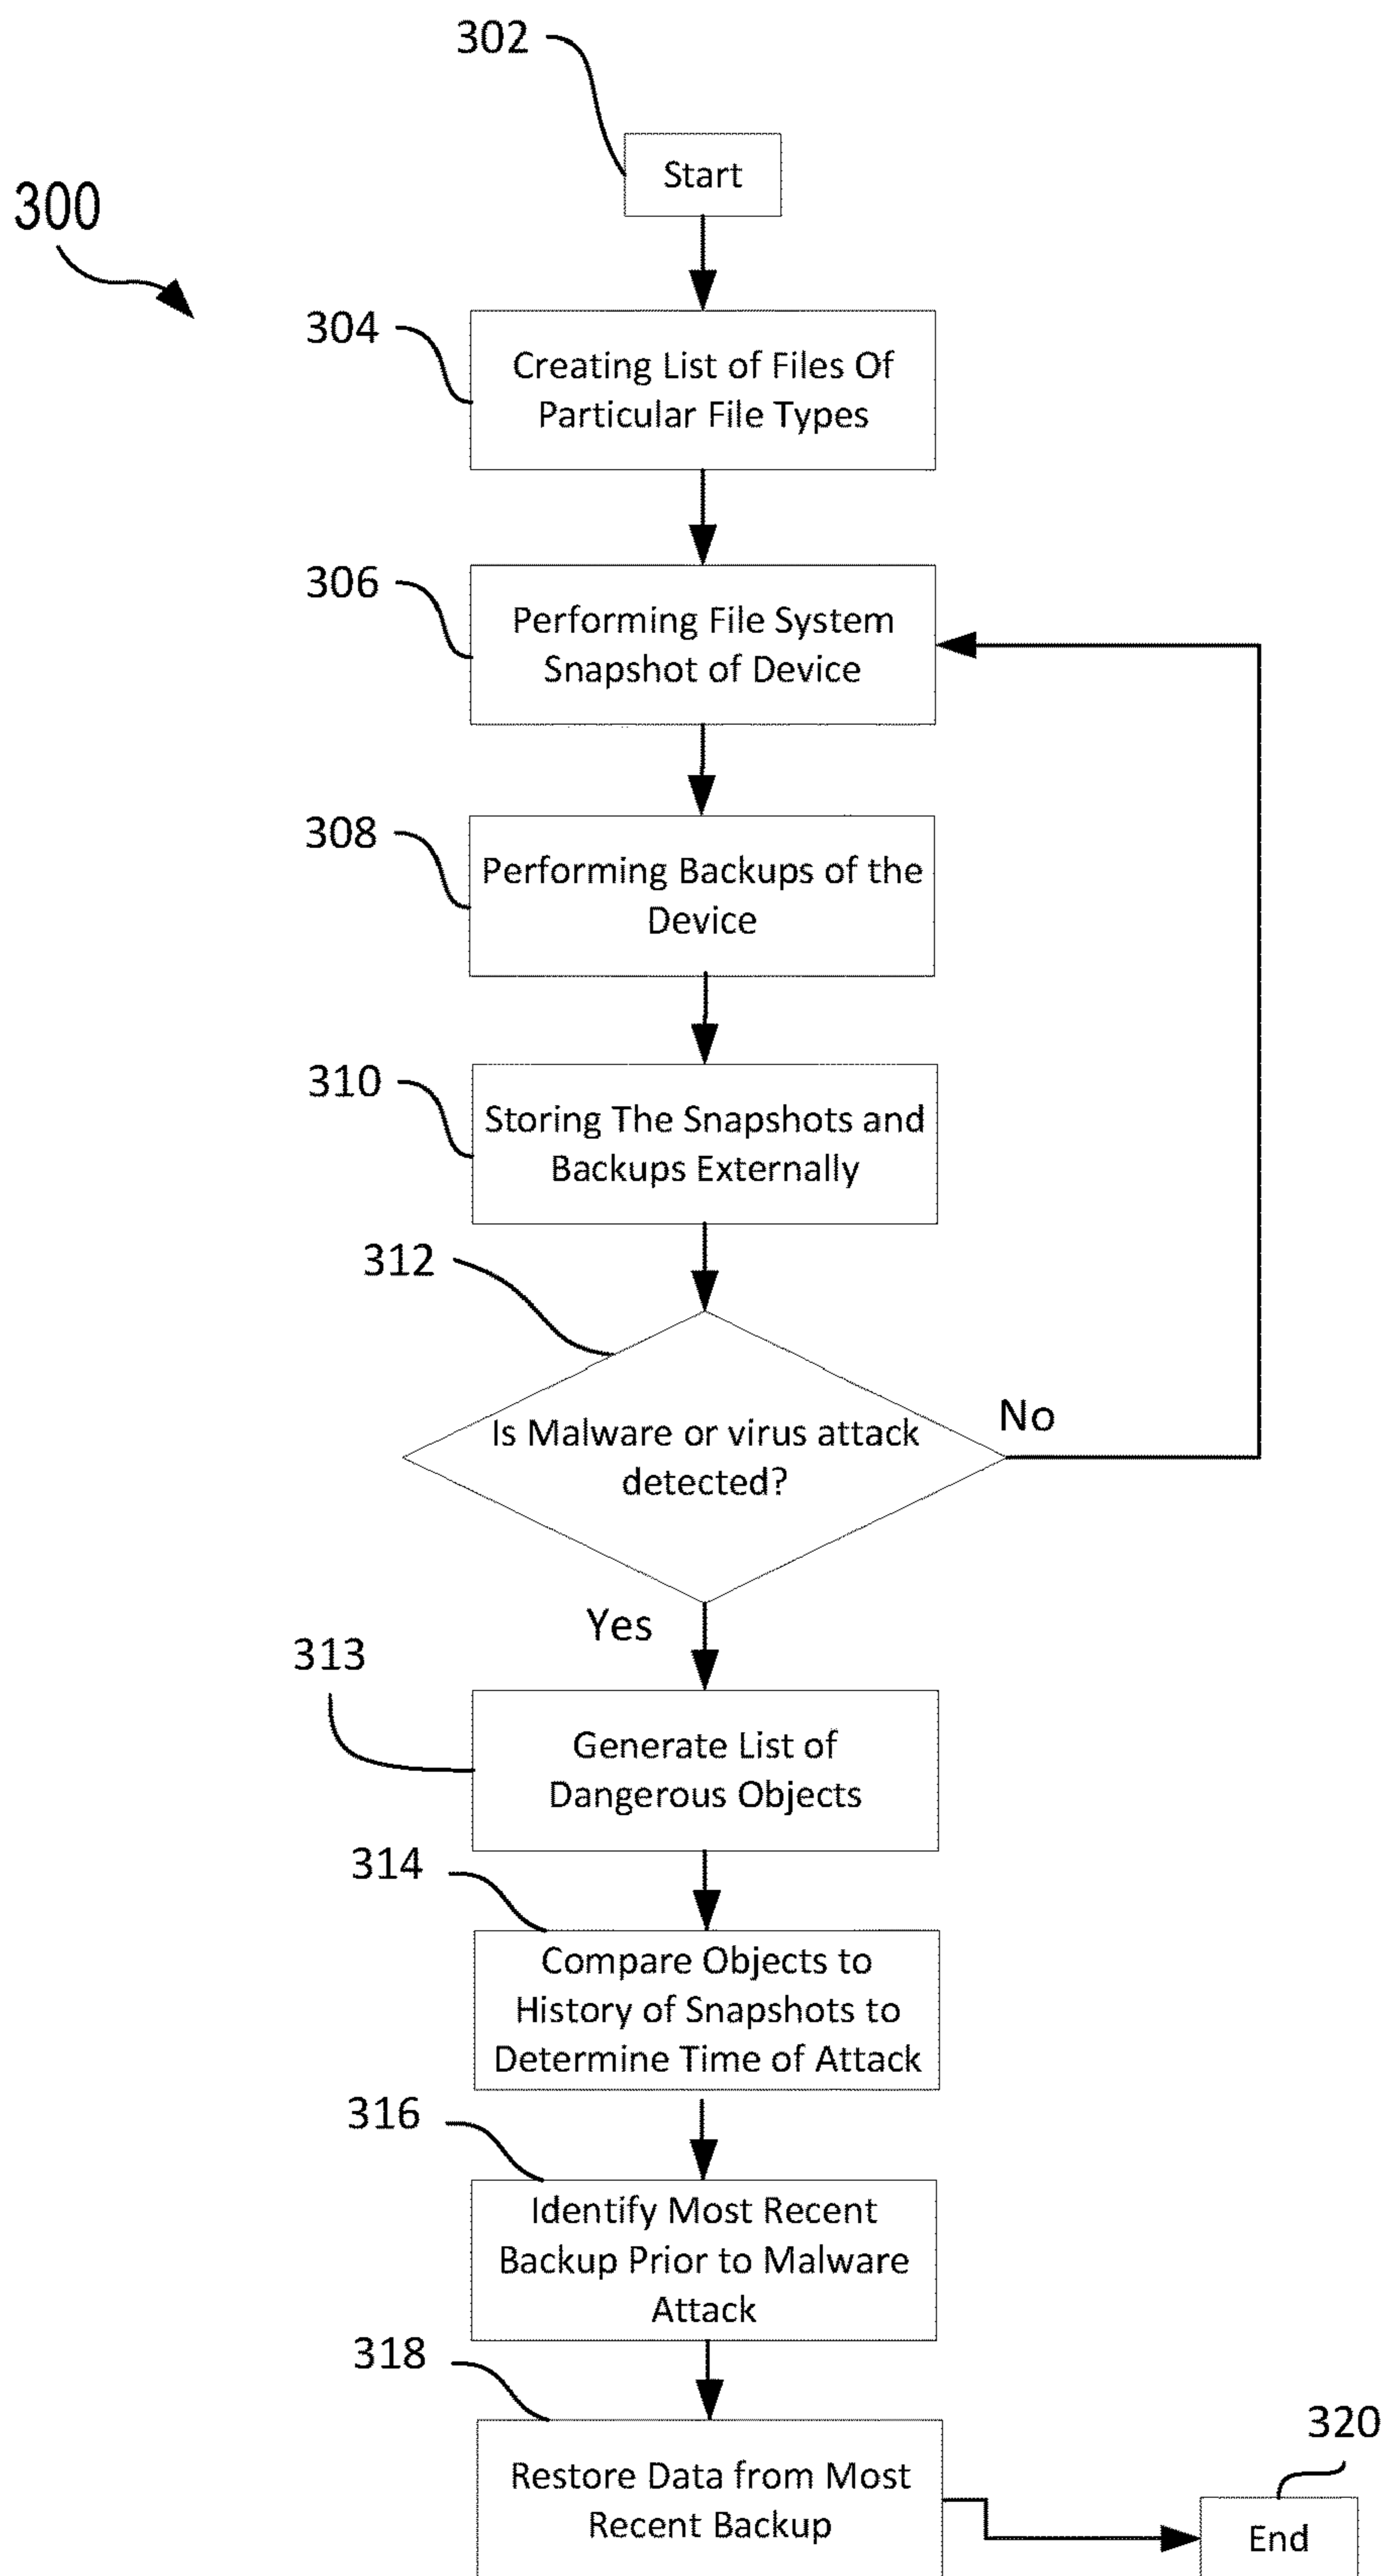 302
Start
300
304
Creating List of Files Of
Particular File Types
306
Performing File System
Snapshot of Device
308
Performing Backups of the
Device
310
Storing The Snapshots and
Backups Externally
312
Is Malware or virus attack
detected?
No
Yes
313
Generate List of
Dangerous Objects
314
Compare Objects to
History of Snapshots to
Determine Time of Attack
316
Identify Most Recent
Backup Prior to Malware
Attack
318
Restore Data from Most
Recent Backup
320
End